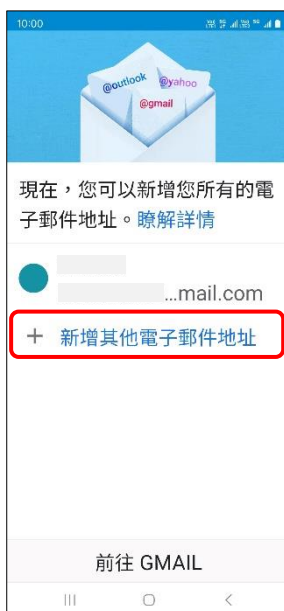 10:00
@outlook
@yahoo
@gmail
現在，您可以新增您所有的電
子郵件地址。瞭解詳情
...mail.com
+ 新增其他電子郵件地址
前往 GMAIL